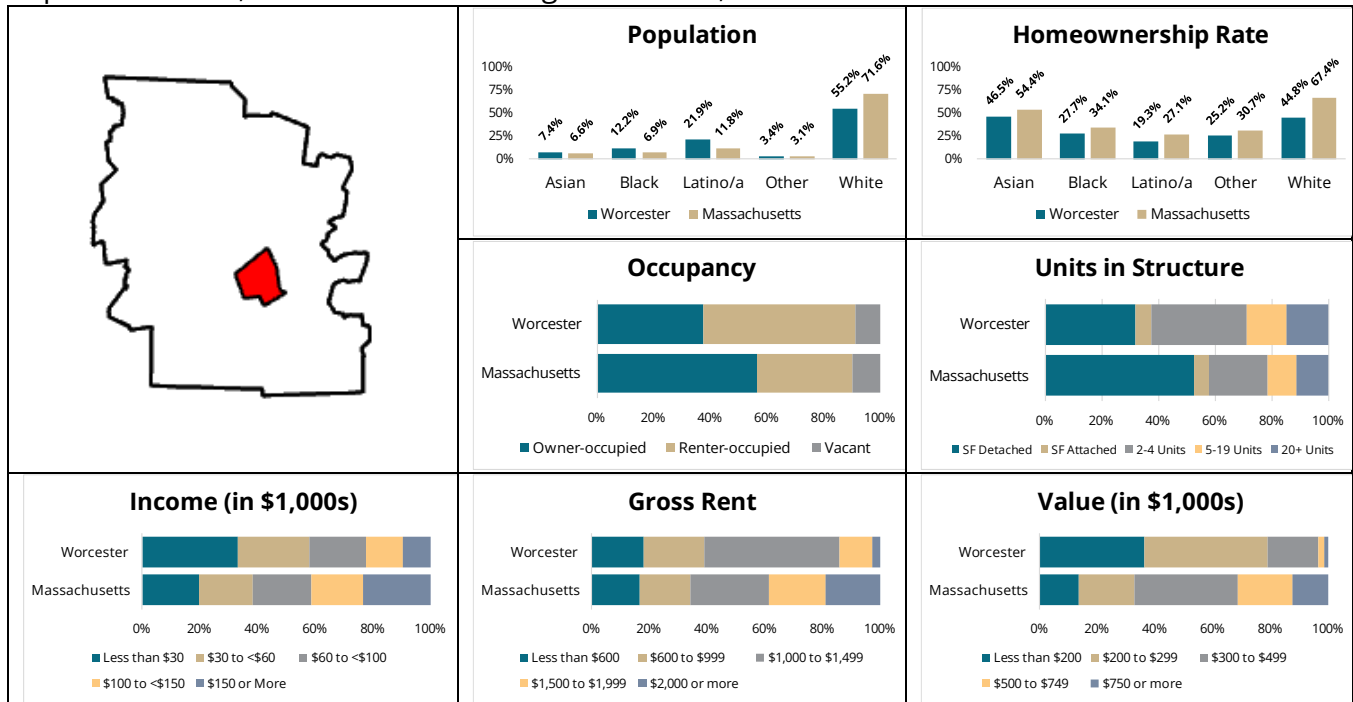 Population
100%
75%
50%
25%
0%
7.4% 6.6% 12.2% 6.9% 21.9% 11.8% 3.4% 3.1% 55.2% 71.6%
Asian Black Latino/a Other White
Worcester Massachusetts
Homeownership Rate
100%
75%
50%
25%
0%
46.5% 54.4% 27.7% 34.1% 19.3% 27.1% 25.2% 30.7% 44.8% 67.4%
Asian Black Latino/a Other White
Worcester Massachusetts
Occupancy
Worcester
Massachusetts
0% 20% 40% 60% 80% 100%
Owner-occupied Renter-occupied Vacant
Units in Structure
Worcester
Massachusetts
0% 20% 40% 60% 80% 100%
SF Detached SF Attached 2-4 Units 5-19 Units 20+ Units
Income (in $1,000s)
Worcester
Massachusetts
0% 20% 40% 60% 80% 100%
Less than $30 $30 to <$60 $60 to <$100
$100 to <$150 $150 or More
Gross Rent
Worcester
Massachusetts
0% 20% 40% 60% 80% 100%
Less than $600 $600 to $999 $1,000 to $1,499
$1,500 to $1,999 $2,000 or more
Value (in $1,000s)
Worcester
Massachusetts
0% 20% 40% 60% 80% 100%
Less than $200 $200 to $299 $300 to $499
$500 to $749 $750 or more